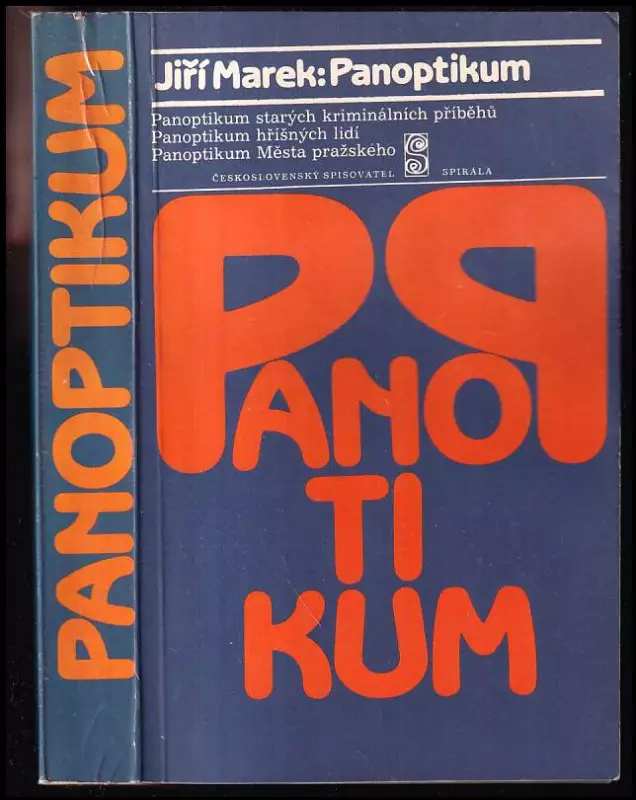 PANOPTIKUM
Jiří Marek: Panoptikum
Panoptikum starých kriminálních příběhů
Panoptikum hříšných lidí
Panoptikum Města pražského
ČESKOSLOVENSKÝ SPISOVATEL SPIRÁLA
PANOP
TI
KUM